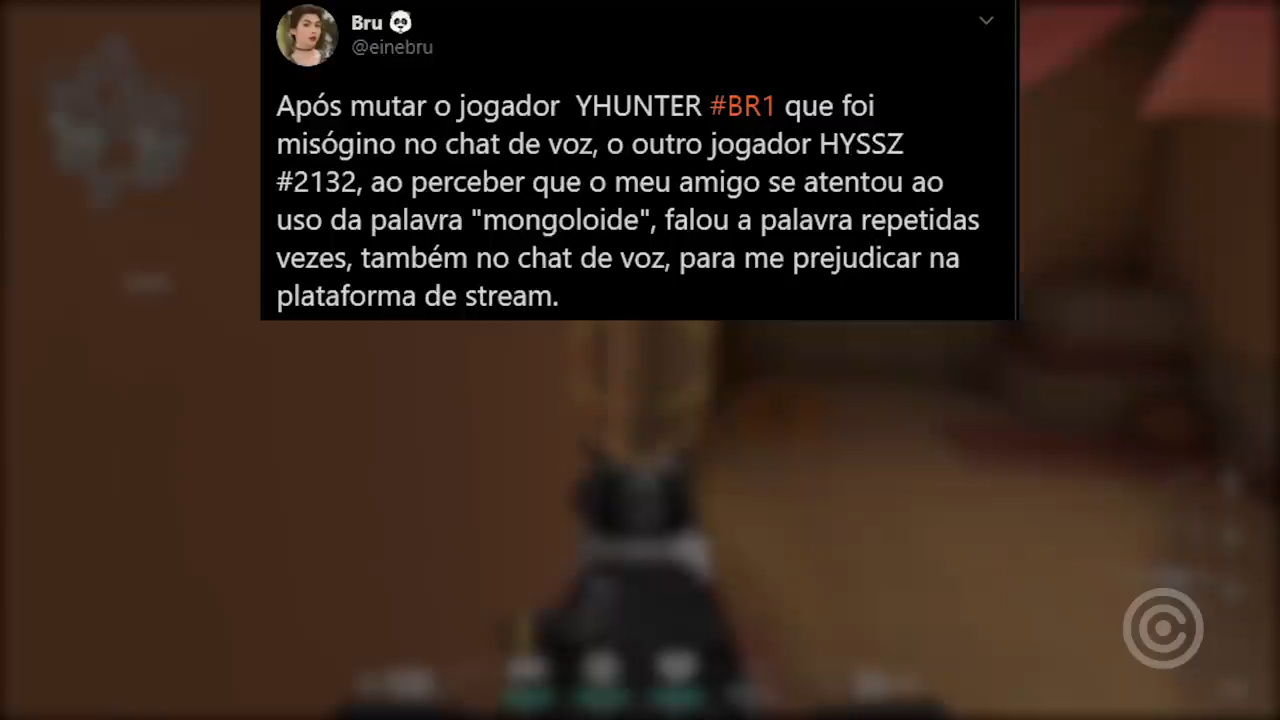 Bru 🐼
@einebru
Após mutar o jogador YHUNTER #BR1 que foi
misógino no chat de voz, o outro jogador HYSSZ
#2132, ao perceber que o meu amigo se atentou ao
uso da palavra "mongoloide", falou a palavra repetidas
vezes, também no chat de voz, para me prejudicar na
plataforma de stream.